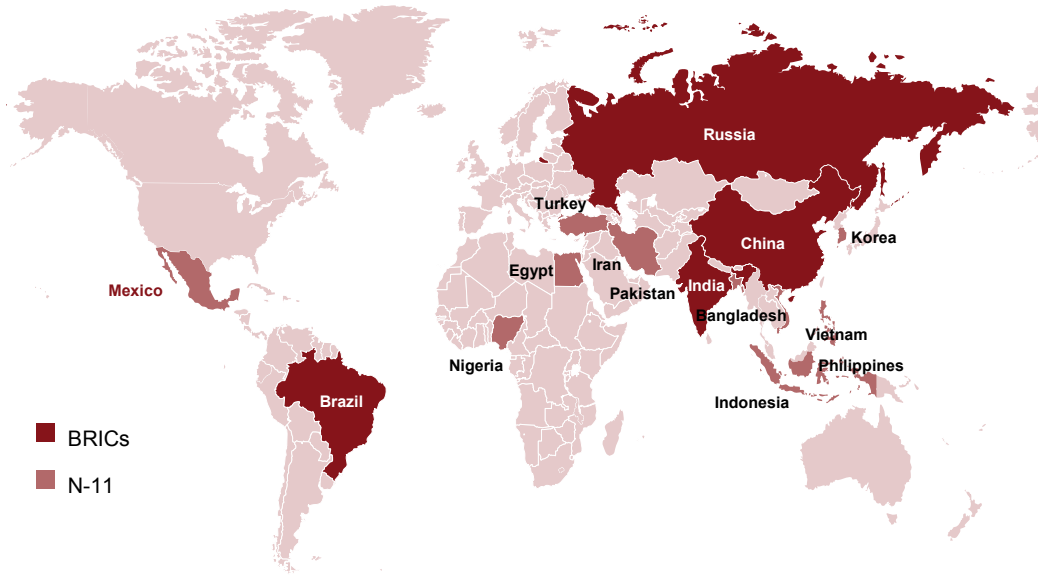 Russia
Turkey
China
Korea
Egypt
Iran
Mexico
Pakistan
India
Bangladesh
Vietnam
Nigeria
Philippines
Brazil
Indonesia
BRICs
N-11